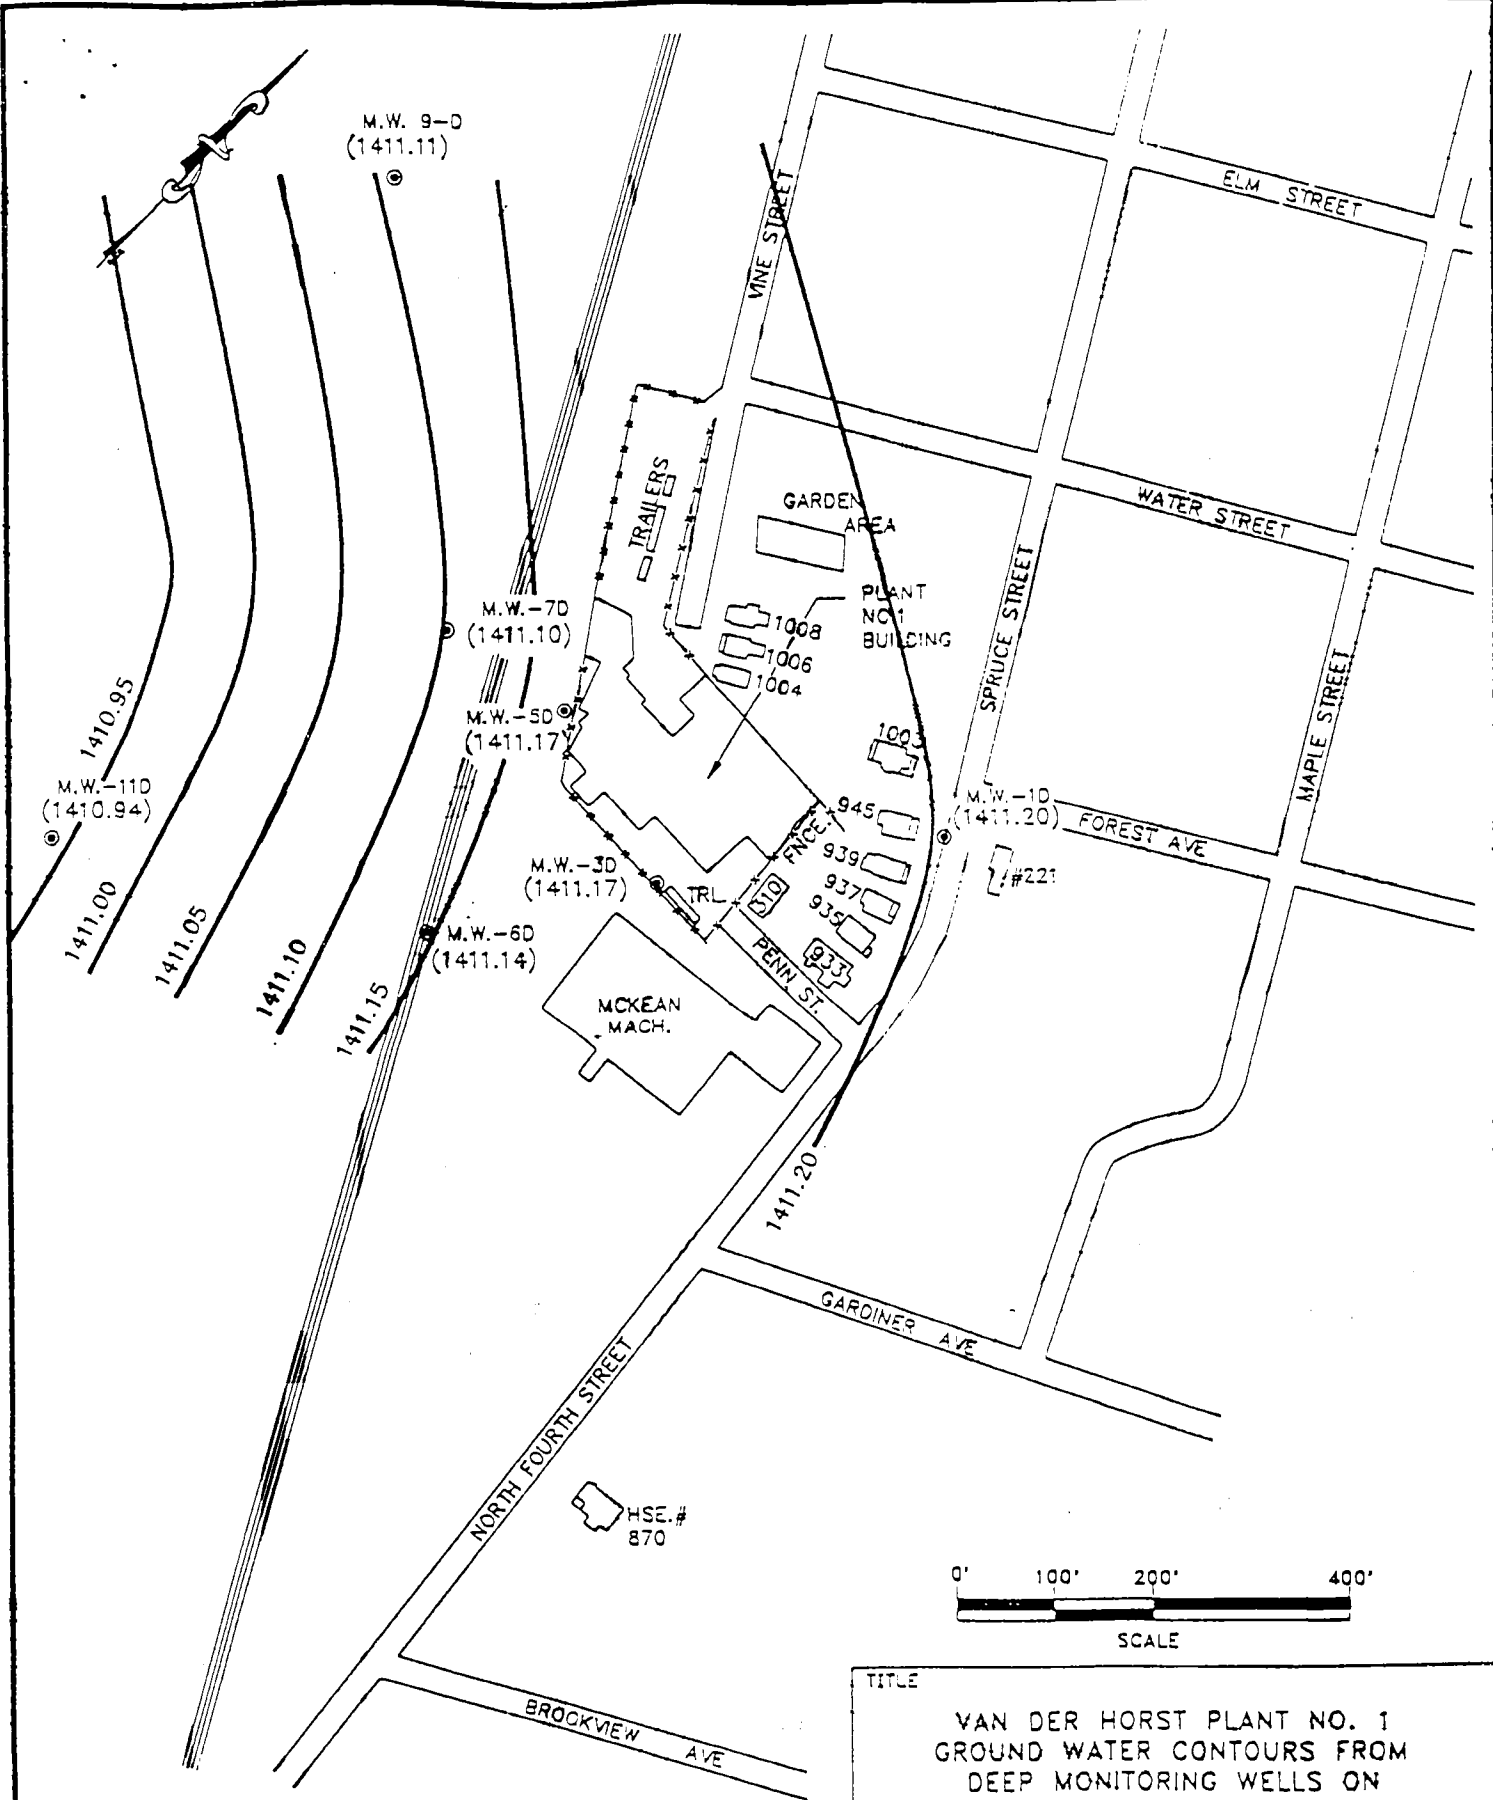 M.W. 9-D
(1411.11)
ELM STREET
VINE STREET
TRAILERS
GARDEN
AREA
WATER STREET
PLANT
NO.1
BUILDING
1008
1006
1004
SPRUCE STREET
MAPLE STREET
M.W.-7D
(1411.10)
M.W.-5D
(1411.17)
1003
1410.95
M.W.-11D
(1410.94)
945
M.W.-1D
(1411.20)
FOREST AVE
FNCE.
939
#221
937
935
933
M.W.-3D
(1411.17)
TRL.
310
PENN ST.
M.W.-6D
(1411.14)
1411.00
1411.05
1411.10
1411.15
MCKEAN
MACH.
1411.20
GARDINER AVE
NORTH FOURTH STREET
HSE.#
870
0' 100' 200' 400'
SCALE
BROOKVIEW AVE
TITLE
VAN DER HORST PLANT NO. 1
GROUND WATER CONTOURS FROM
DEEP MONITORING WELLS ON